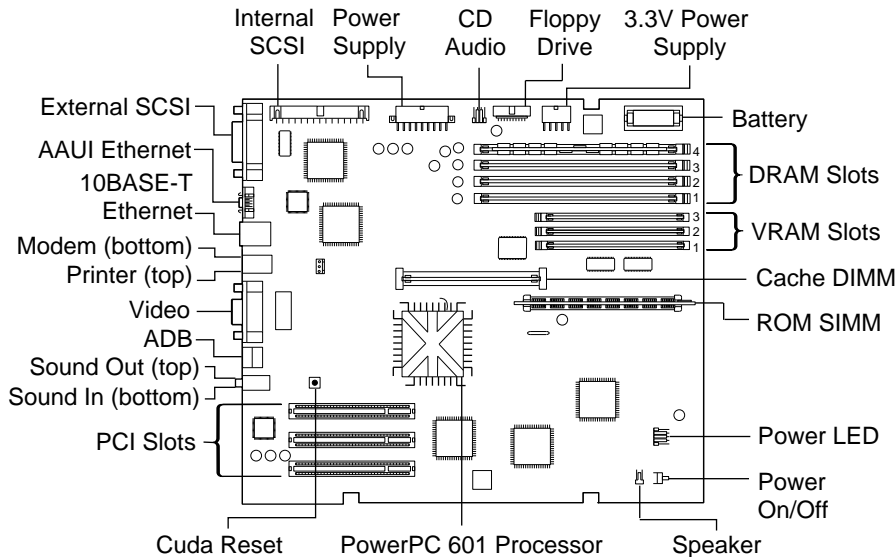 Internal
SCSI
Power
Supply
CD
Audio
Floppy
Drive
3.3V Power
Supply
External SCSI
AAUI Ethernet
10BASE-T
Ethernet
Modem (bottom)
Printer (top)
Video
ADB
Sound Out (top)
Sound In (bottom)
PCI Slots
Battery
4
3
2
1
DRAM Slots
3
2
1
VRAM Slots
Cache DIMM
ROM SIMM
Power LED
Power
On/Off
Cuda Reset
PowerPC 601 Processor
Speaker